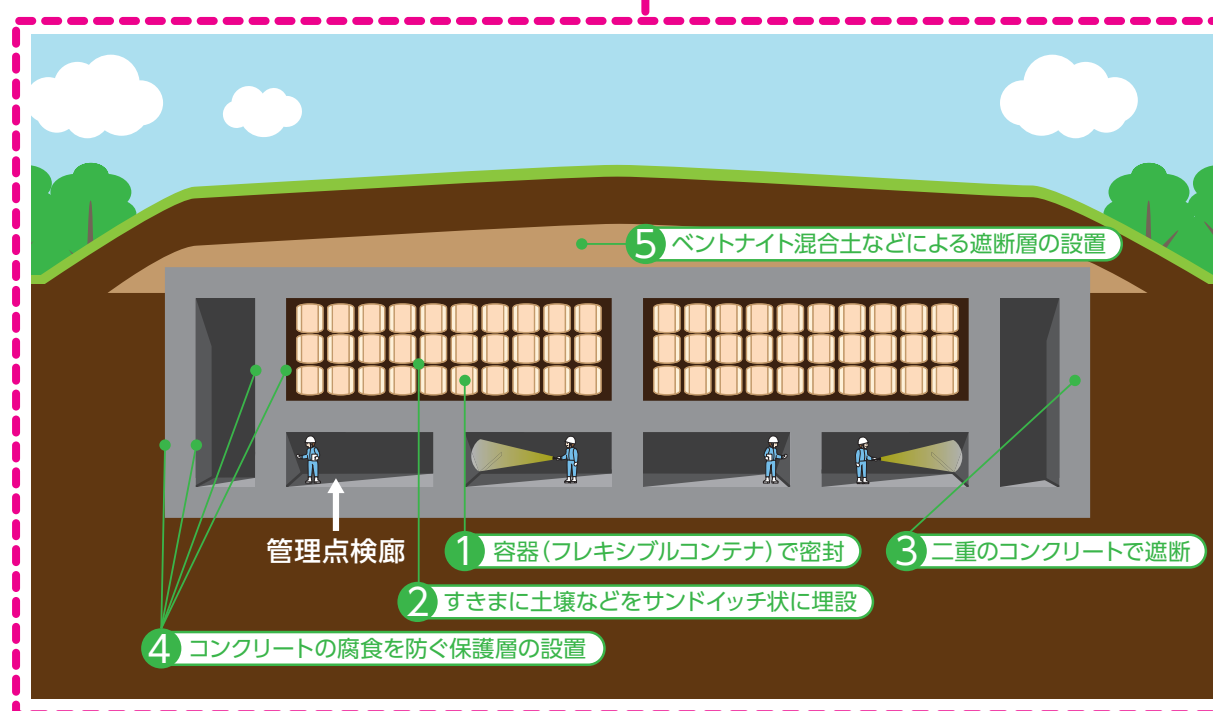 5 ベントナイト混合土などによる遮断層の設置
管理点検廊
1 容器(フレキシブルコンテナ)で密封
3 二重のコンクリートで遮断
2 すきまに土壌などをサンドイッチ状に埋設
4 コンクリートの腐食を防ぐ保護層の設置